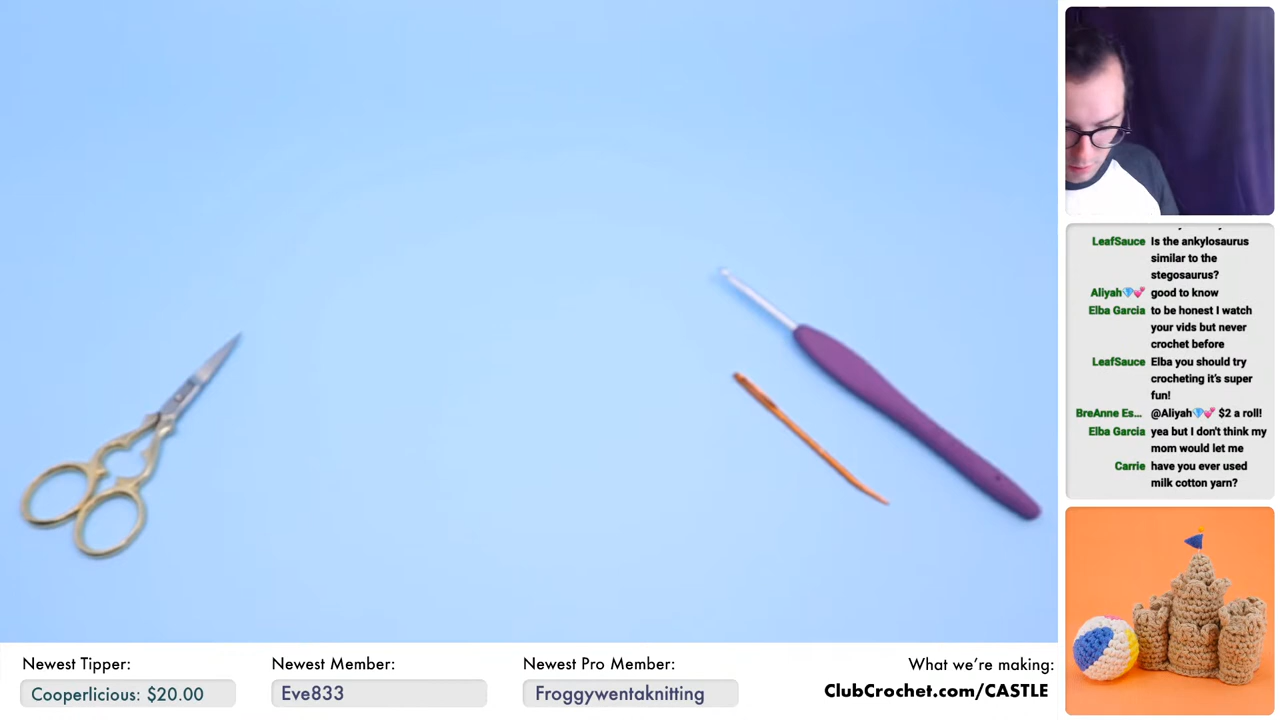 LeafSauce Is the ankylosaurus
similar to the
stegosaurus?
Aliyah💎💕 good to know
Elba Garcia to be honest I watch
your vids but never
crochet before
LeafSauce Elba you should try
crocheting it's super
fun!
BreAnne Es... @Aliyah💎💕 $2 a roll!
Elba Garcia yea but I don't think my
mom would let me
Carrie have you ever used
milk cotton yarn?
Newest Tipper:
Cooperlicious: $20.00
Newest Member:
Eve833
Newest Pro Member:
Froggywentaknitting
What we're making:
ClubCrochet.com/CASTLE